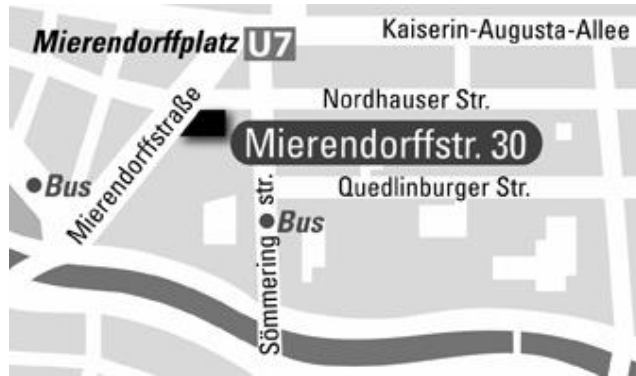 Kaiserin-Augusta-Allee
Mierendorffplatz U7
Nordhauser Str.
Mierendorffstraße
Mierendorffstr. 30
Bus
Quedlinburger Str.
Bus
Sömmering str.